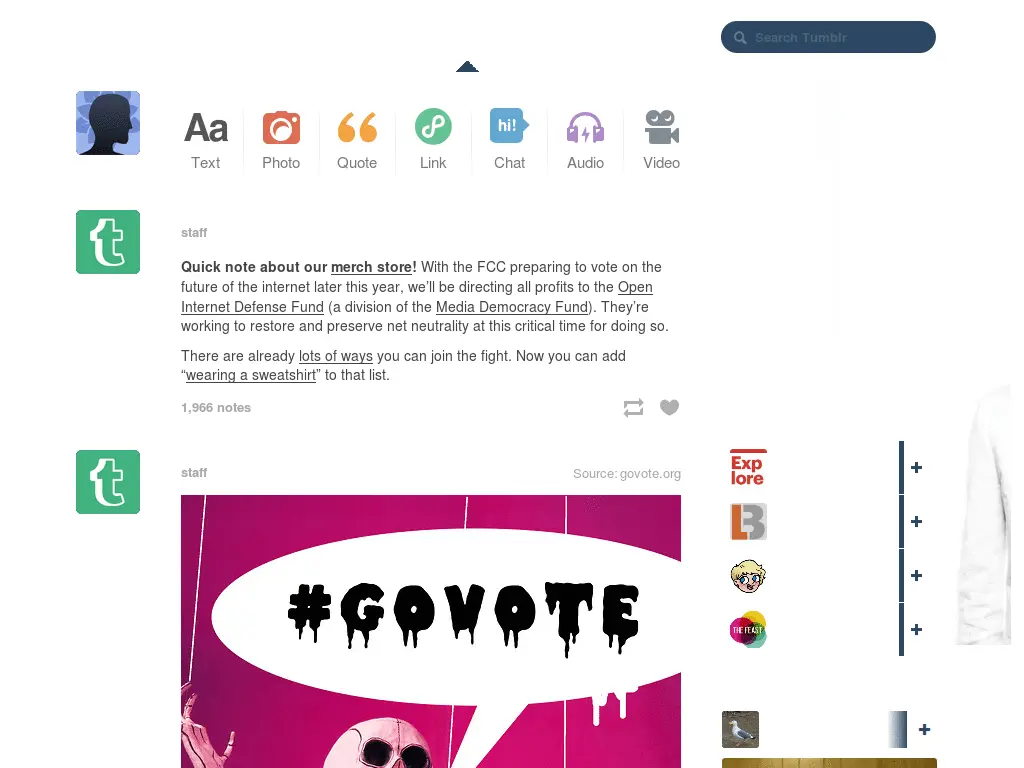 Search Tumblr
Aa
hi!
Text Photo Quote Link Chat Audio Video
t
staff
Quick note about our merch store! With the FCC preparing to vote on the
future of the internet later this year, we’ll be directing all profits to the Open
Internet Defense Fund (a division of the Media Democracy Fund). They’re
working to restore and preserve net neutrality at this critical time for doing so.
There are already lots of ways you can join the fight. Now you can add
“wearing a sweatshirt” to that list.
1,966 notes
t
staff
Source: govote.org
Exp
lore
+
LB
+
#GOVOTE
+
THE FEAST
+
+